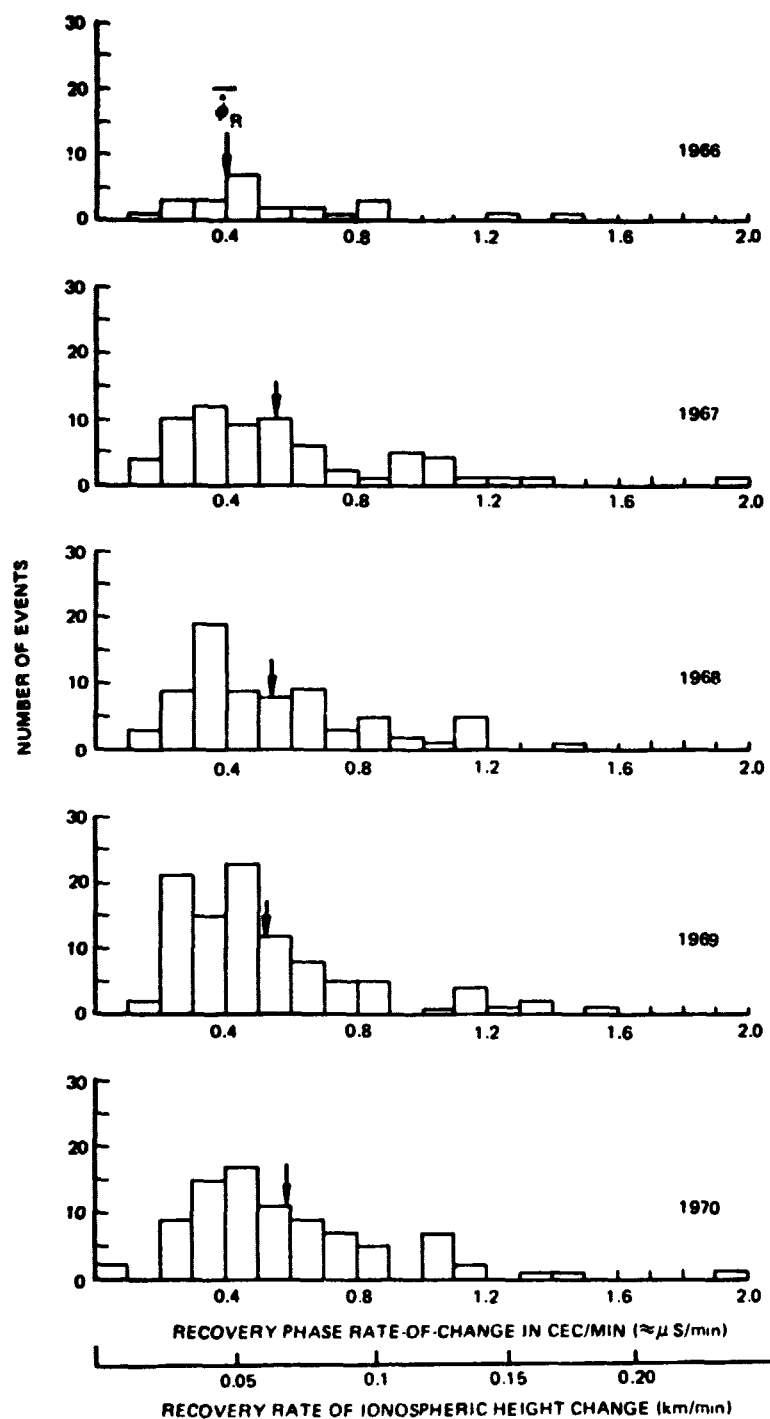 30
20
10
0
φ̇̅R
1966
0.4 0.8 1.2 1.6 2.0
30
20
10
0
1967
0.4 0.8 1.2 1.6 2.0
NUMBER OF EVENTS
30
20
10
0
1968
0.4 0.8 1.2 1.6 2.0
30
20
10
0
1969
0.4 0.8 1.2 1.6 2.0
30
20
10
0
1970
0.4 0.8 1.2 1.6 2.0
RECOVERY PHASE RATE-OF-CHANGE IN CEC/MIN (≈μ S/min)
0.05 0.1 0.15 0.20
RECOVERY RATE OF IONOSPHERIC HEIGHT CHANGE (km/min)